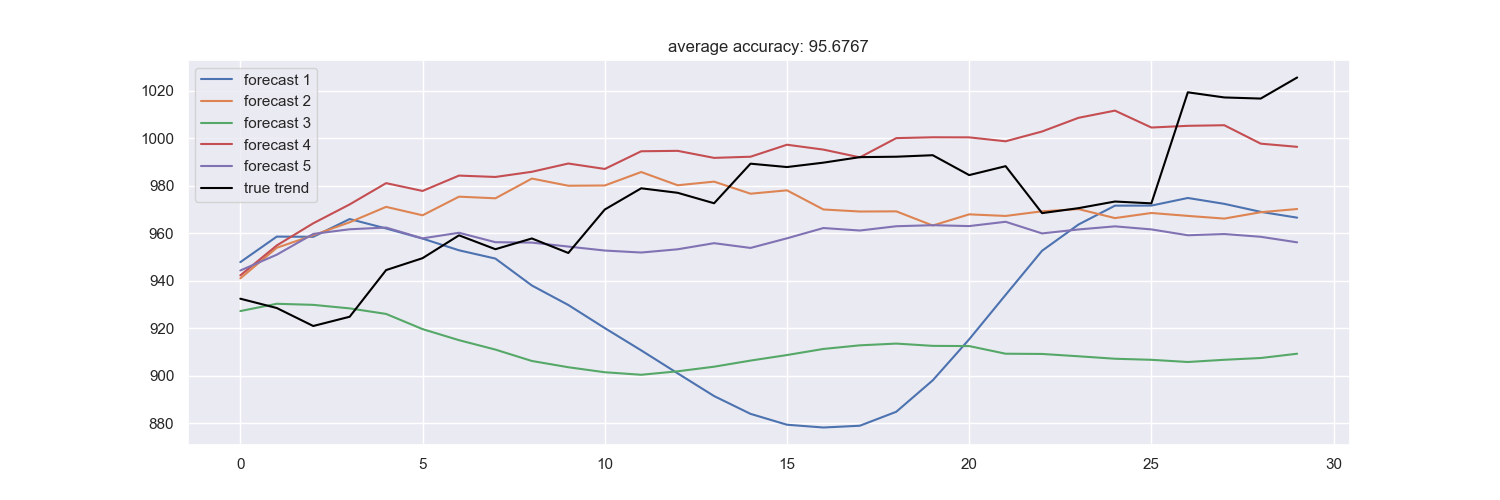 average accuracy: 95.6767
forecast 1
forecast 2
forecast 3
forecast 4
forecast 5
true trend
1020
1000
980
960
940
920
900
880
0 5 10 15 20 25 30